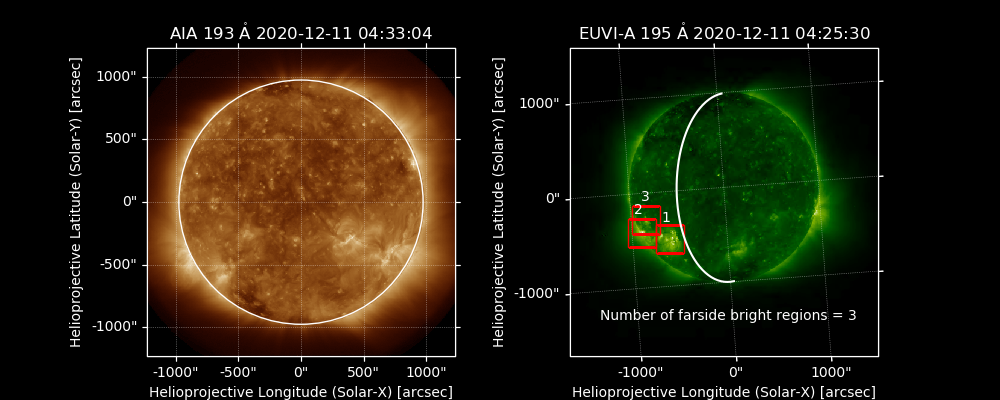 AIA 193 Å 2020-12-11 04:33:04
Helioprojective Latitude (Solar-Y) [arcsec]
1000"
500"
0"
-500"
-1000"
-1000" -500" 0" 500" 1000"
Helioprojective Longitude (Solar-X) [arcsec]
EUVI-A 195 Å 2020-12-11 04:25:30
Helioprojective Latitude (Solar-Y) [arcsec]
1000"
0"
-1000"
3
2
1
Number of farside bright regions = 3
-1000" 0" 1000"
Helioprojective Longitude (Solar-X) [arcsec]